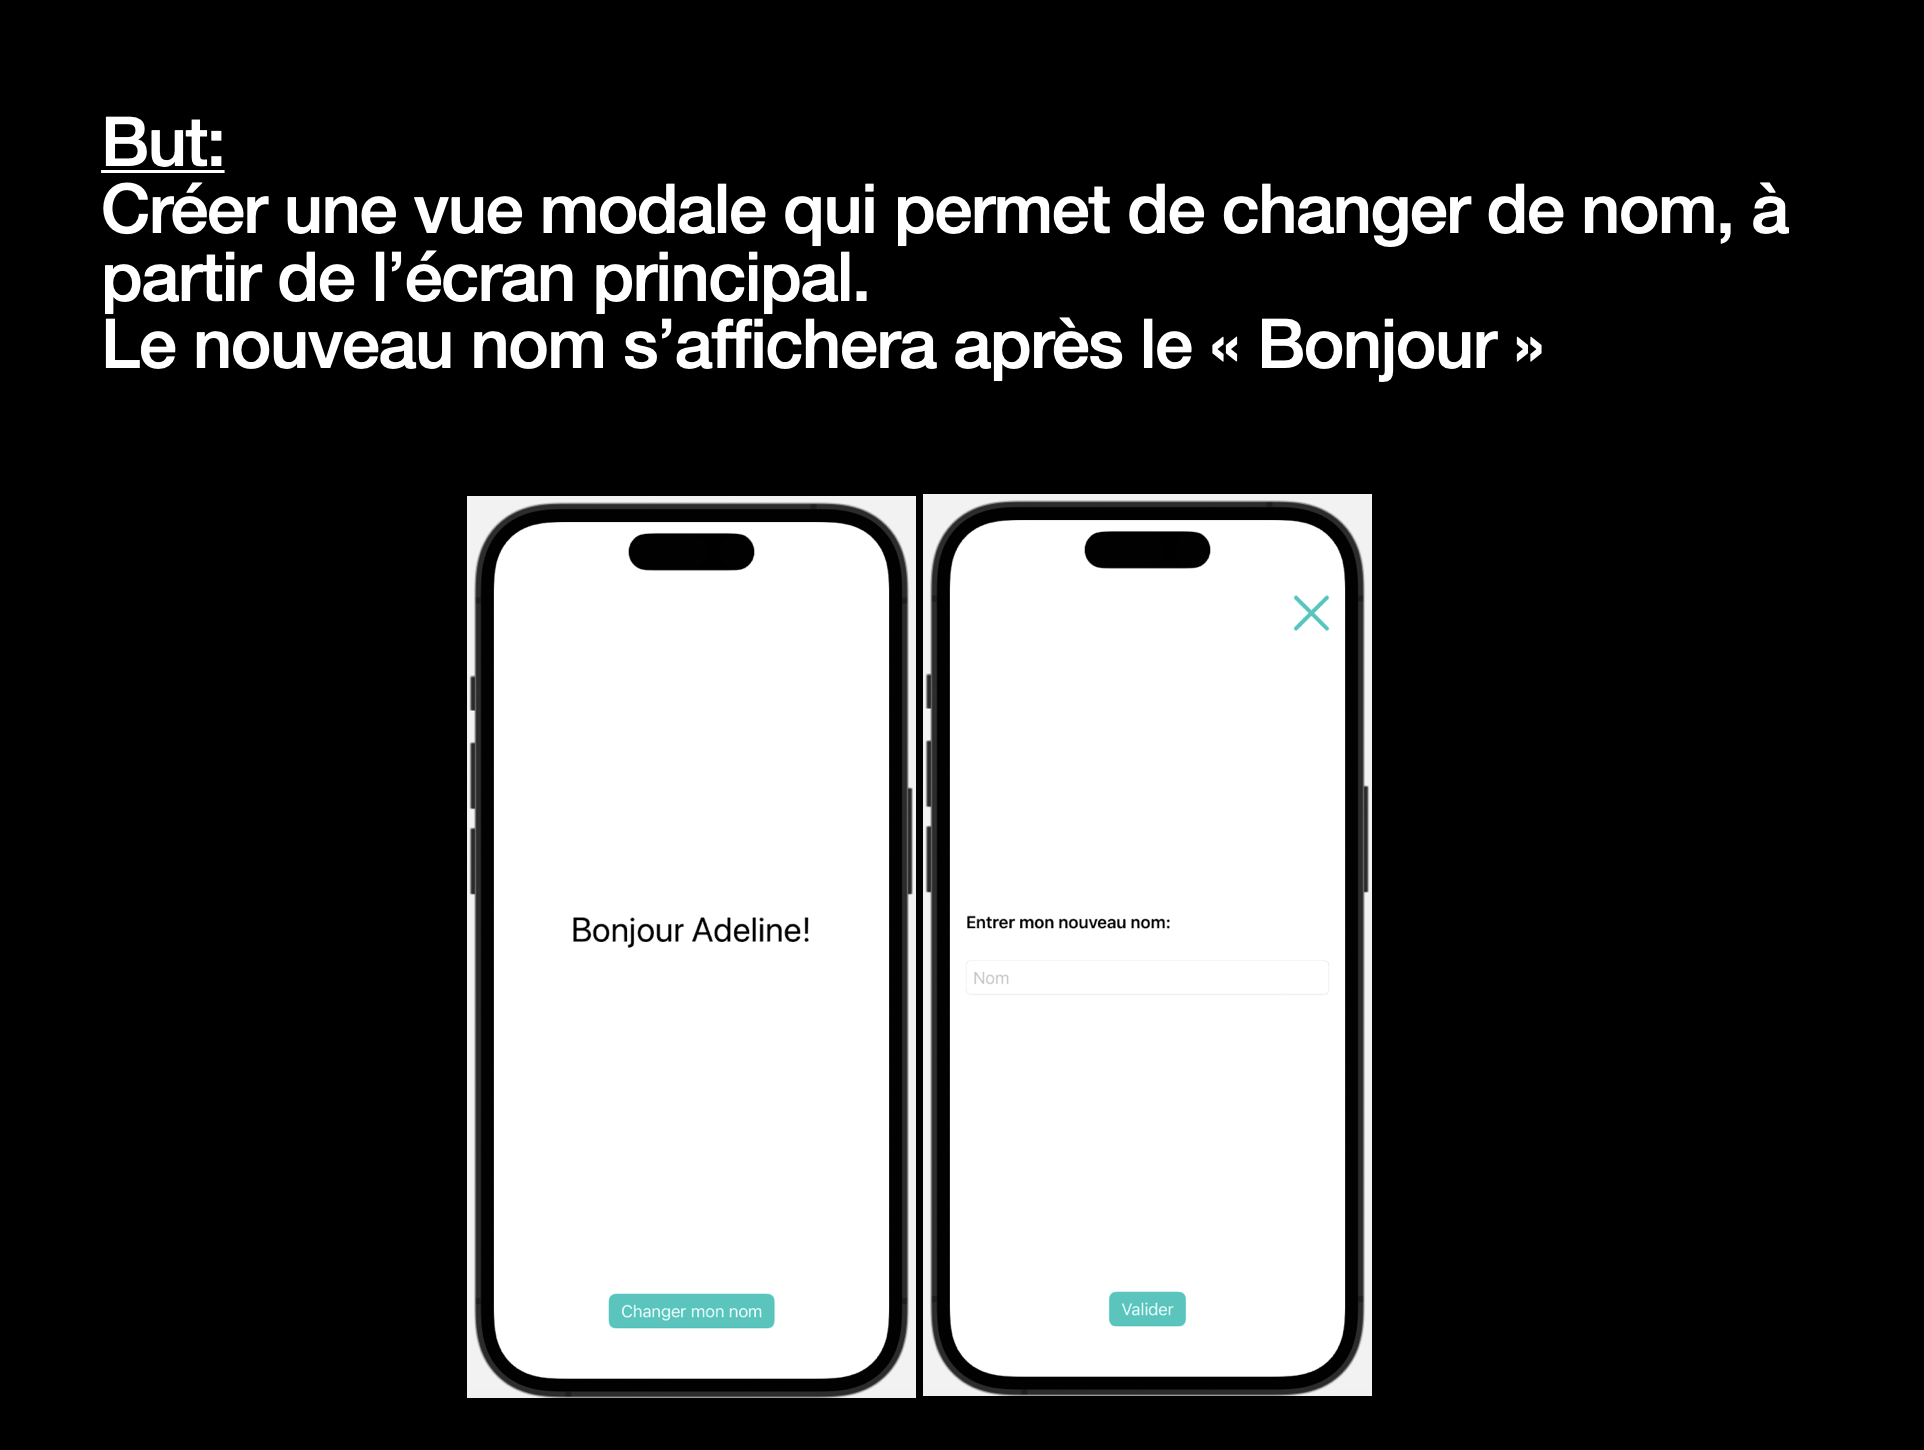 But:
Créer une vue modale qui permet de changer de nom, à
partir de l’écran principal.
Le nouveau nom s’affichera après le « Bonjour »
Bonjour Adeline!
Changer mon nom
Entrer mon nouveau nom:
Nom
Valider